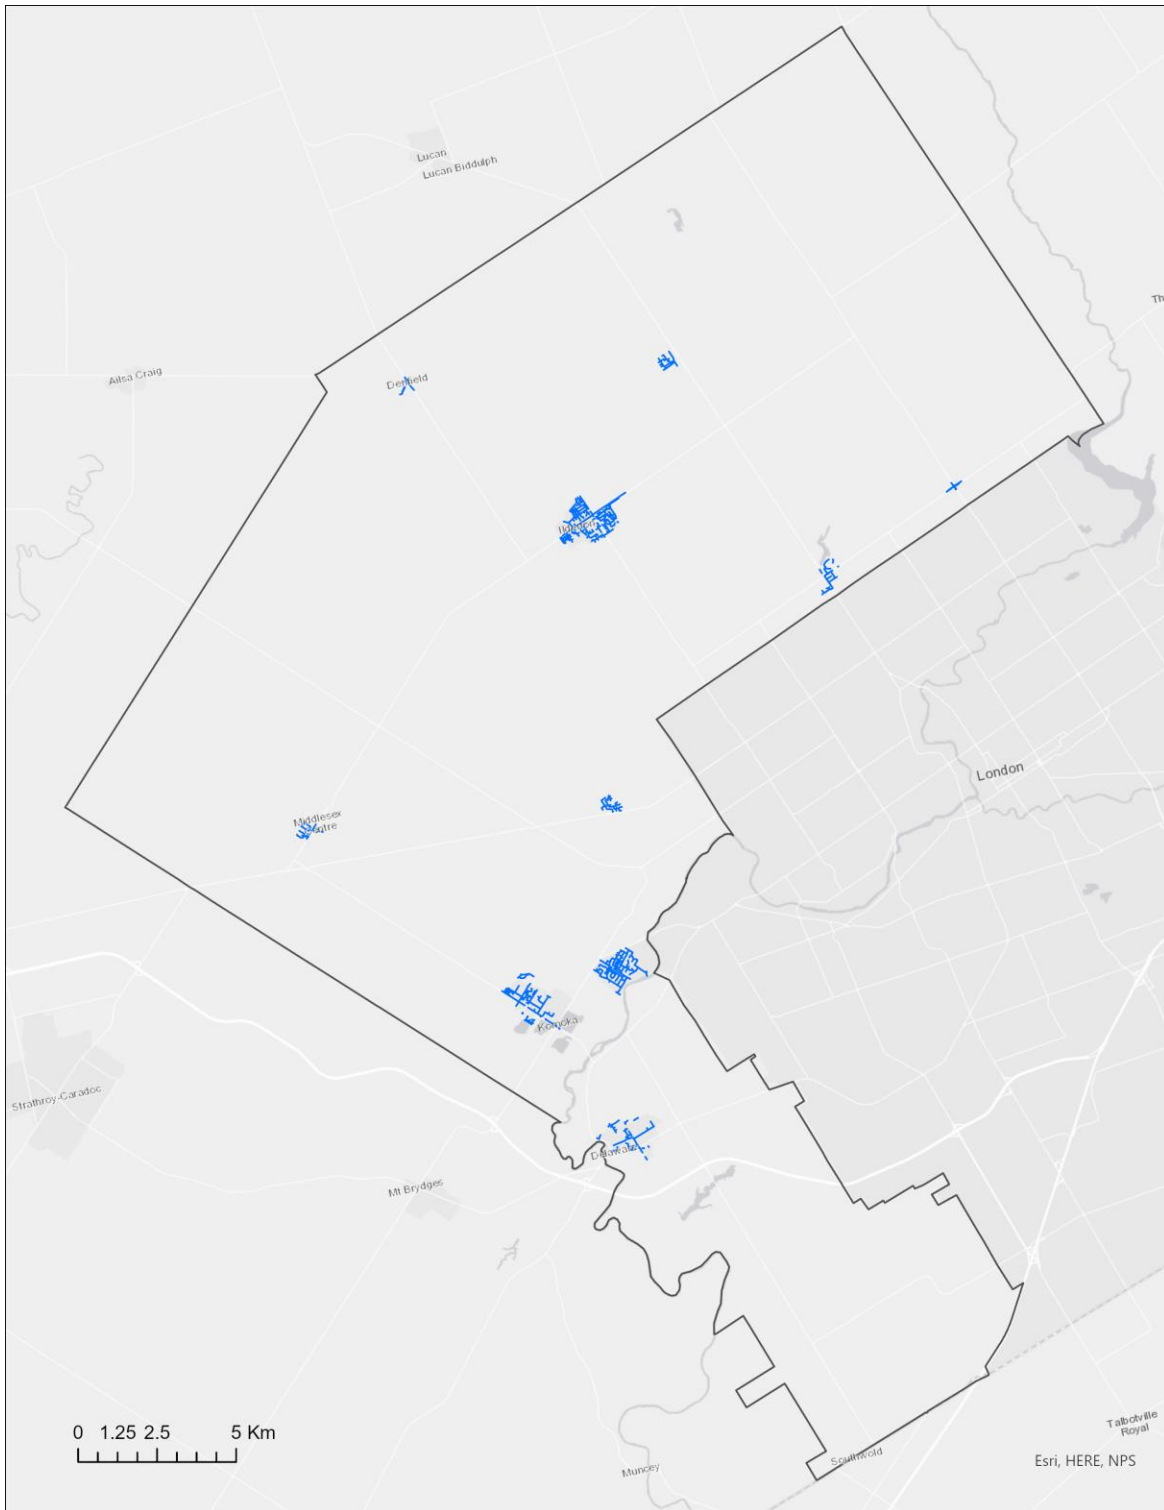 Lucan
Lucan Biddulph
Th
Ailsa Craig
Denfield
London
Middlesex
Centre
Komoka
Strathroy-Caradoc
Delaware
Mt Brydges
0 1.25 2.5 5 Km
Talbotville
Royal
Southwold
Esri, HERE, NPS
Muncey